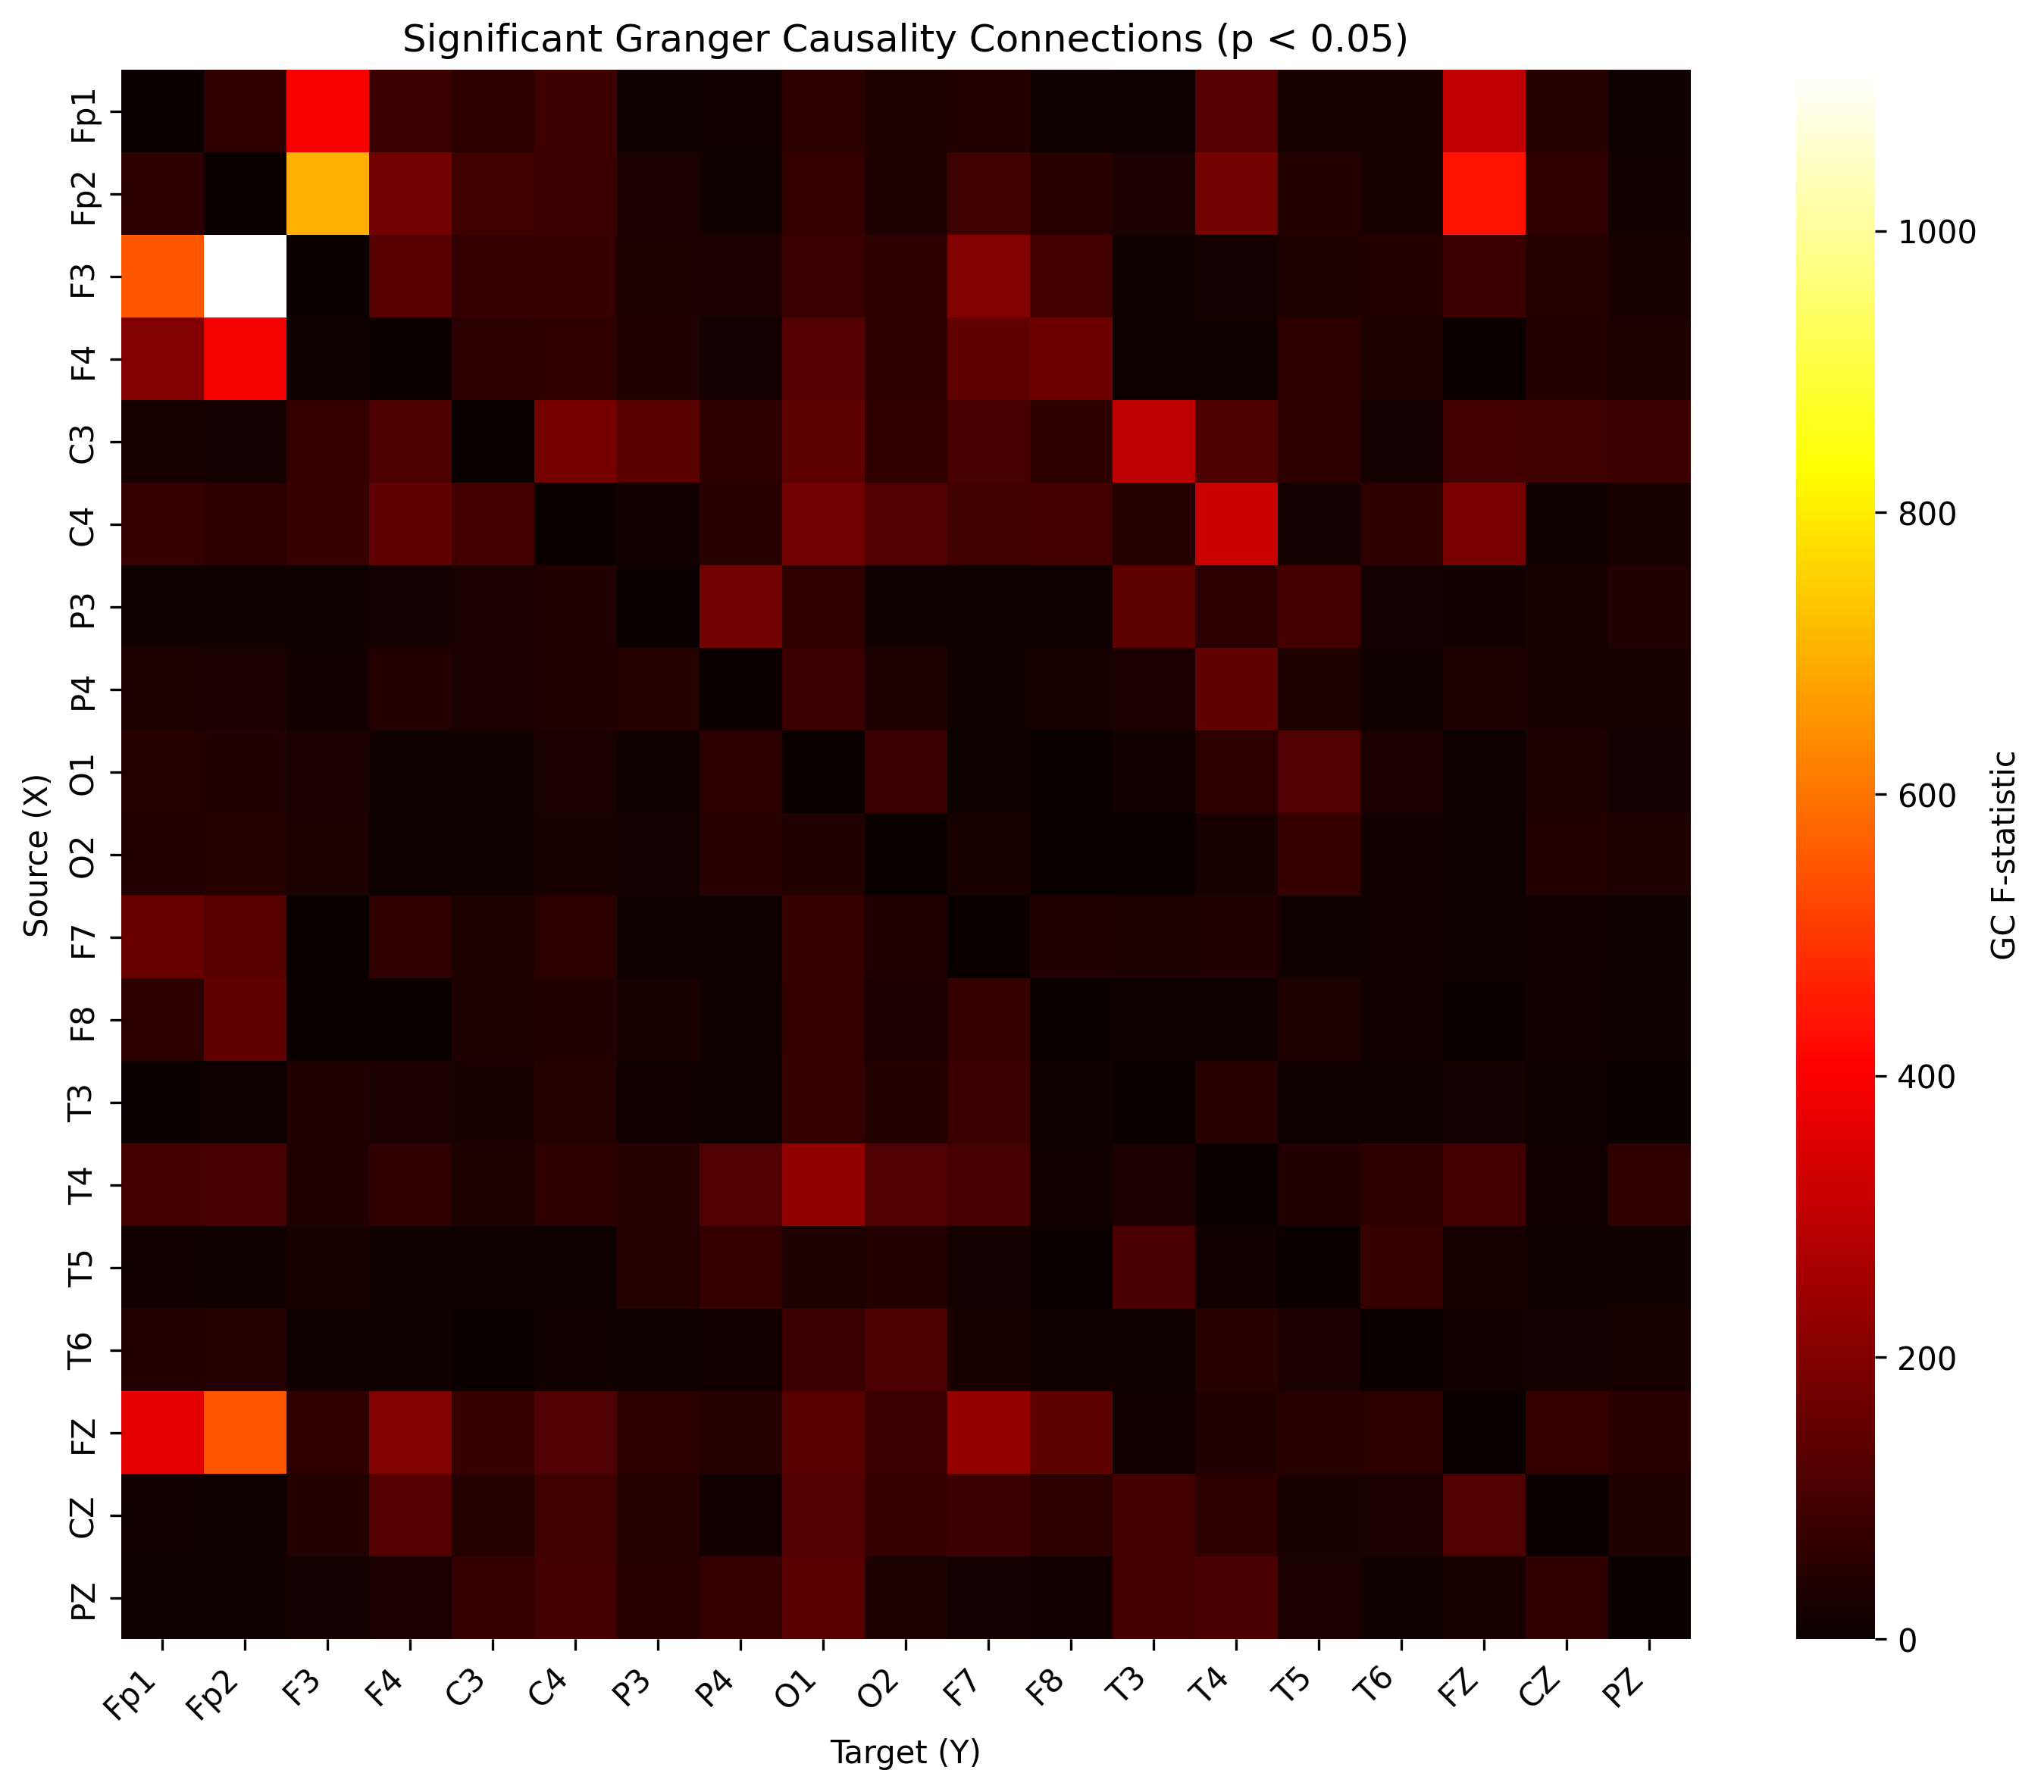 Significant Granger Causality Connections (p < 0.05)
Source (X)
Fp1
Fp2
F3
F4
C3
C4
P3
P4
O1
O2
F7
F8
T3
T4
T5
T6
FZ
CZ
PZ
Fp1 Fp2 F3 F4 C3 C4 P3 P4 O1 O2 F7 F8 T3 T4 T5 T6 FZ CZ PZ
Target (Y)
1000
800
600
400
200
0
GC F-statistic